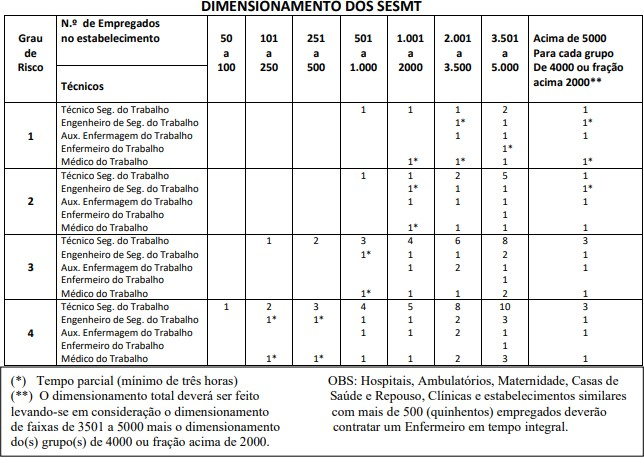 DIMENSIONAMENTO DOS SESMT
Grau de Risco | N.º de Empregados no estabelecimento | 50 a 100 | 101 a 250 | 251 a 500 | 501 a 1.000 | 1.001 a 2000 | 2.001 a 3.500 | 3.501 a 5.000 | Acima de 5000 Para cada grupo De 4000 ou fração acima 2000**
Técnicos
1
Técnico Seg. do Trabalho 1 1 1 2 1
Engenheiro de Seg. do Trabalho 1* 1 1*
Aux. Enfermagem do Trabalho 1 1 1
Enfermeiro do Trabalho 1*
Médico do Trabalho 1* 1* 1 1*
2
Técnico Seg. do Trabalho 1 1 2 5 1
Engenheiro de Seg. do Trabalho 1* 1 1 1*
Aux. Enfermagem do Trabalho 1 1 1 1
Enfermeiro do Trabalho 1
Médico do Trabalho 1* 1 1 1
3
Técnico Seg. do Trabalho 1 2 3 4 6 8 3
Engenheiro de Seg. do Trabalho 1* 1 1 2 1
Aux. Enfermagem do Trabalho 1 2 1 1
Enfermeiro do Trabalho 1
Médico do Trabalho 1* 1 1 2 1
4
Técnico Seg. do Trabalho 1 2 3 4 5 8 10 3
Engenheiro de Seg. do Trabalho 1* 1* 1 1 2 3 1
Aux. Enfermagem do Trabalho 1 1 2 1 1
Enfermeiro do Trabalho 1
Médico do Trabalho 1* 1* 1 1 2 3 1
(*) Tempo parcial (mínimo de três horas)
(**) O dimensionamento total deverá ser feito
levando-se em consideração o dimensionamento
de faixas de 3501 a 5000 mais o dimensionamento
do(s) grupo(s) de 4000 ou fração acima de 2000.
OBS: Hospitais, Ambulatórios, Maternidade, Casas de
Saúde e Repouso, Clínicas e estabelecimentos similares
com mais de 500 (quinhentos) empregados deverão
contratar um Enfermeiro em tempo integral.